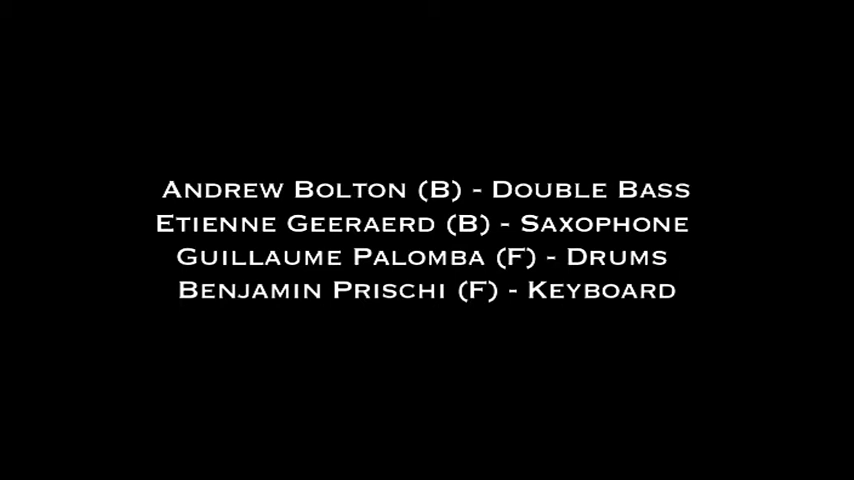 Andrew Bolton (B) - Double Bass
Etienne Geeraerd (B) - Saxophone
Guillaume Palomba (F) - Drums
Benjamin Prischi (F) - Keyboard